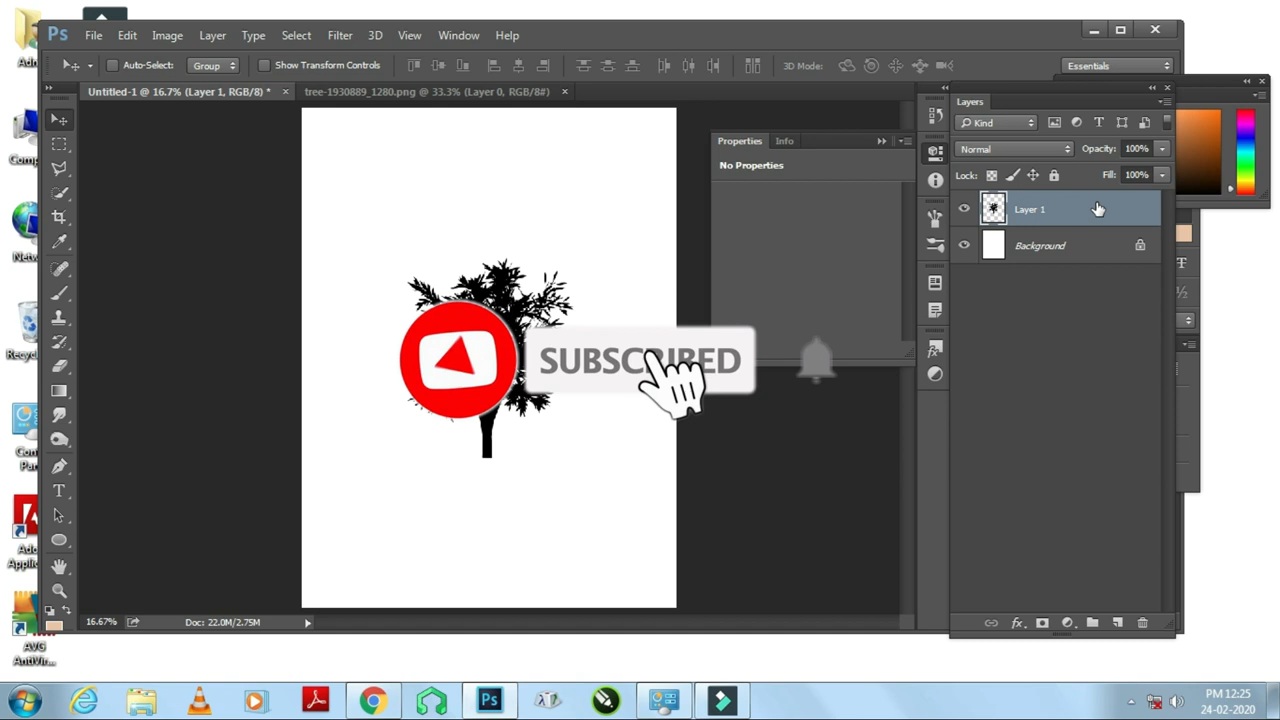 Ps File Edit Image Layer Type Select Filter 3D View Window Help
Auto-Select: Group Show Transform Controls 3D Mode: Essentials
Untitled-1 @ 16.7% (Layer 1, RGB/8) * × tree-1930889_1280.png @ 33.3% (Layer 0, RGB/8#) ×
Layers
Kind
Properties Info
Normal Opacity: 100%
No Properties
Lock: Fill: 100%
Layer 1
Background
SUBSCRIBED
16.67% Doc: 22.0M/2.75M
AVG
AntiVir...
Ps
PM 12:25
24-02-2020